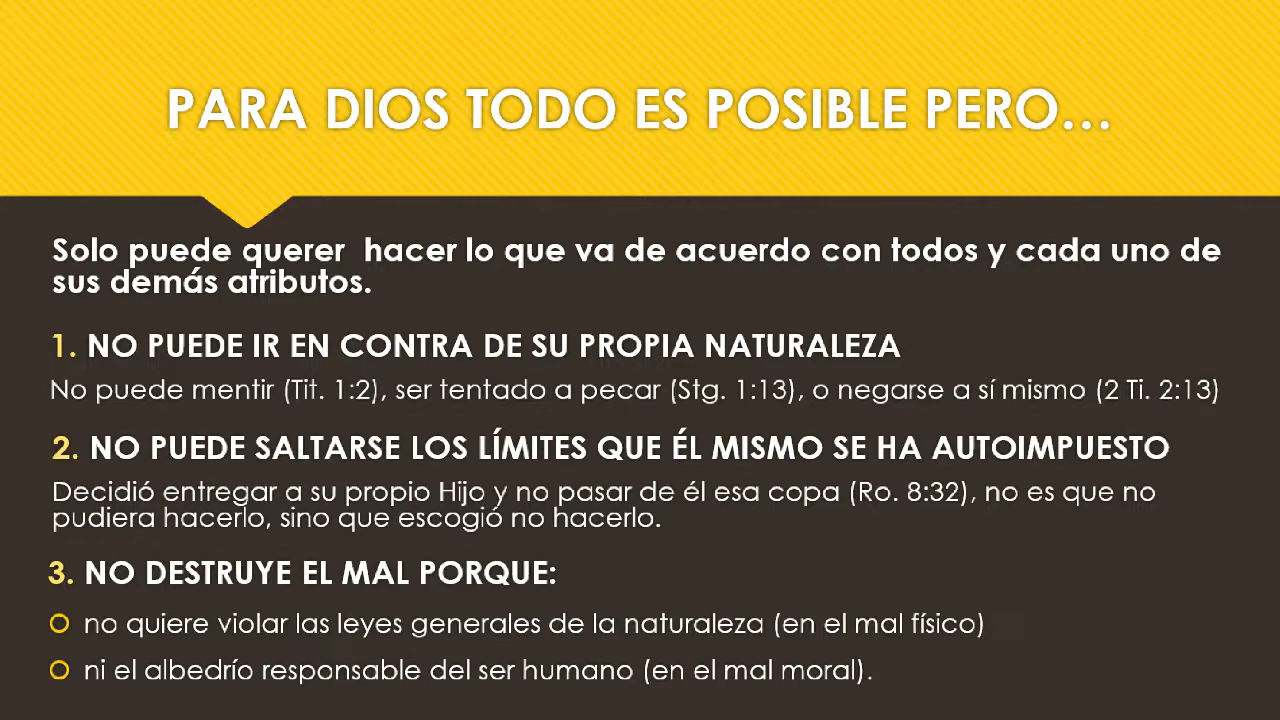 PARA DIOS TODO ES POSIBLE PERO...
Solo puede querer  hacer lo que va de acuerdo con todos y cada uno de
sus demás atributos.
1. NO PUEDE IR EN CONTRA DE SU PROPIA NATURALEZA
No puede mentir (Tit. 1:2), ser tentado a pecar (Stg. 1:13), o negarse a sí mismo (2 Ti. 2:13)
2. NO PUEDE SALTARSE LOS LÍMITES QUE ÉL MISMO SE HA AUTOIMPUESTO
Decidió entregar a su propio Hijo y no pasar de él esa copa (Ro. 8:32), no es que no
pudiera hacerlo, sino que escogió no hacerlo.
3. NO DESTRUYE EL MAL PORQUE:
no quiere violar las leyes generales de la naturaleza (en el mal físico)
ni el albedrío responsable del ser humano (en el mal moral).